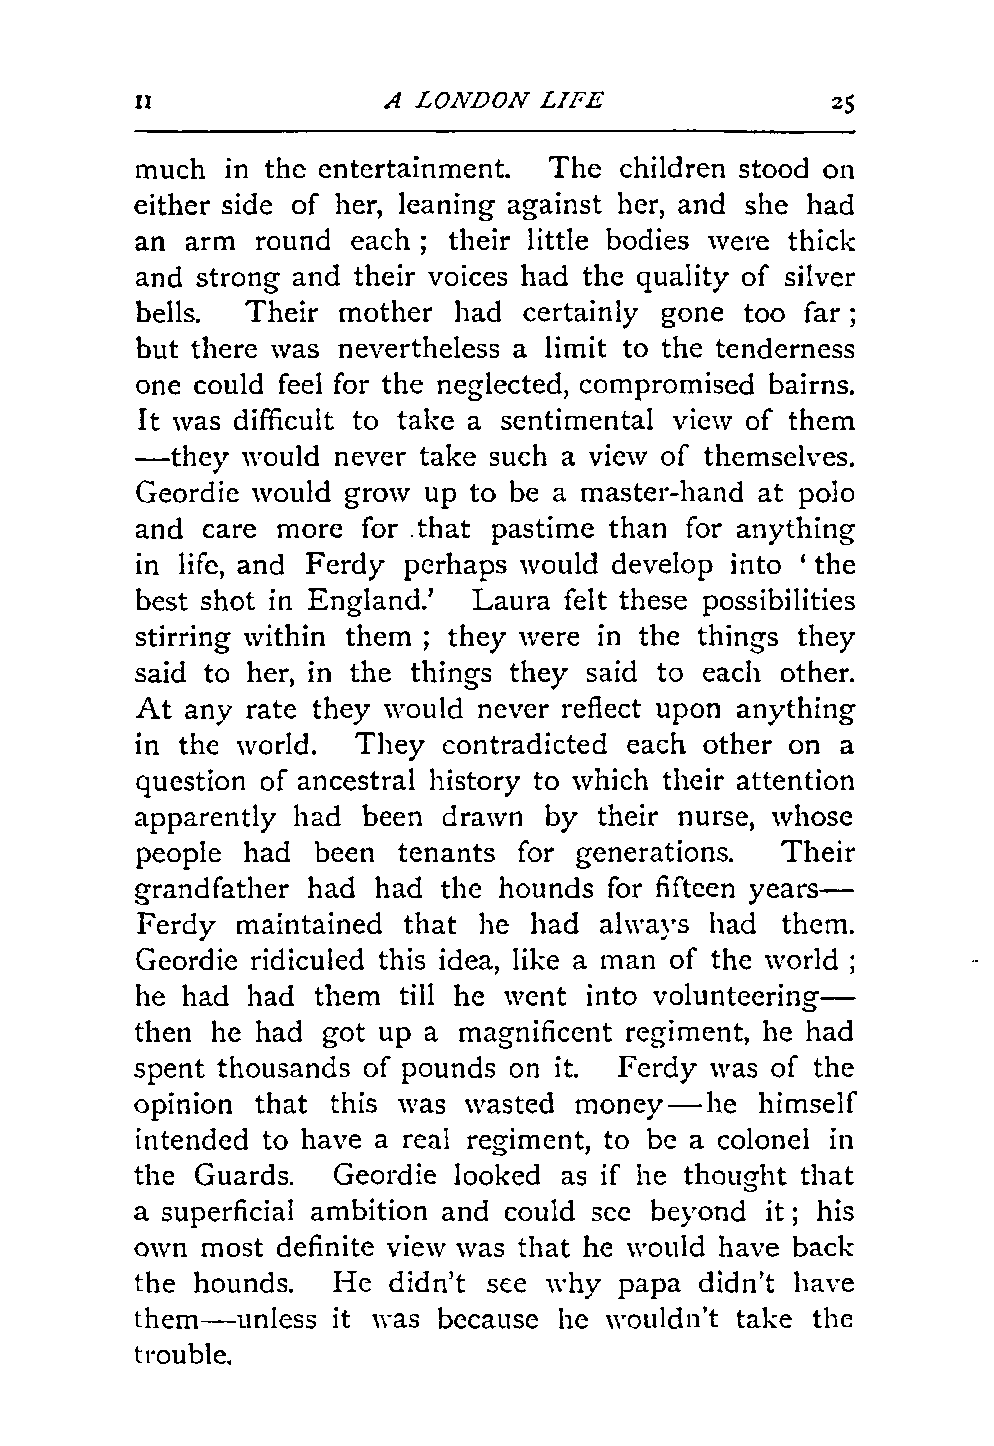 II A LONDON LIFE 25
much in the entertainment. The children stood on
either side of her, leaning against her, and she had
an arm round each ; their little bodies were thick
and strong and their voices had the quality of silver
bells. Their mother had certainly gone too far ;
but there was nevertheless a limit to the tenderness
one could feel for the neglected, compromised bairns.
It was difficult to take a sentimental view of them
—they would never take such a view of themselves.
Geordie would grow up to be a master-hand at polo
and care more for that pastime than for anything
in life, and Ferdy perhaps would develop into ‘ the
best shot in England.’ Laura felt these possibilities
stirring within them ; they were in the things they
said to her, in the things they said to each other.
At any rate they would never reflect upon anything
in the world. They contradicted each other on a
question of ancestral history to which their attention
apparently had been drawn by their nurse, whose
people had been tenants for generations. Their
grandfather had had the hounds for fifteen years—
Ferdy maintained that he had always had them.
Geordie ridiculed this idea, like a man of the world ;
he had had them till he went into volunteering—
then he had got up a magnificent regiment, he had
spent thousands of pounds on it. Ferdy was of the
opinion that this was wasted money—he himself
intended to have a real regiment, to be a colonel in
the Guards. Geordie looked as if he thought that
a superficial ambition and could see beyond it ; his
own most definite view was that he would have back
the hounds. He didn’t see why papa didn’t have
them—unless it was because he wouldn’t take the
trouble.